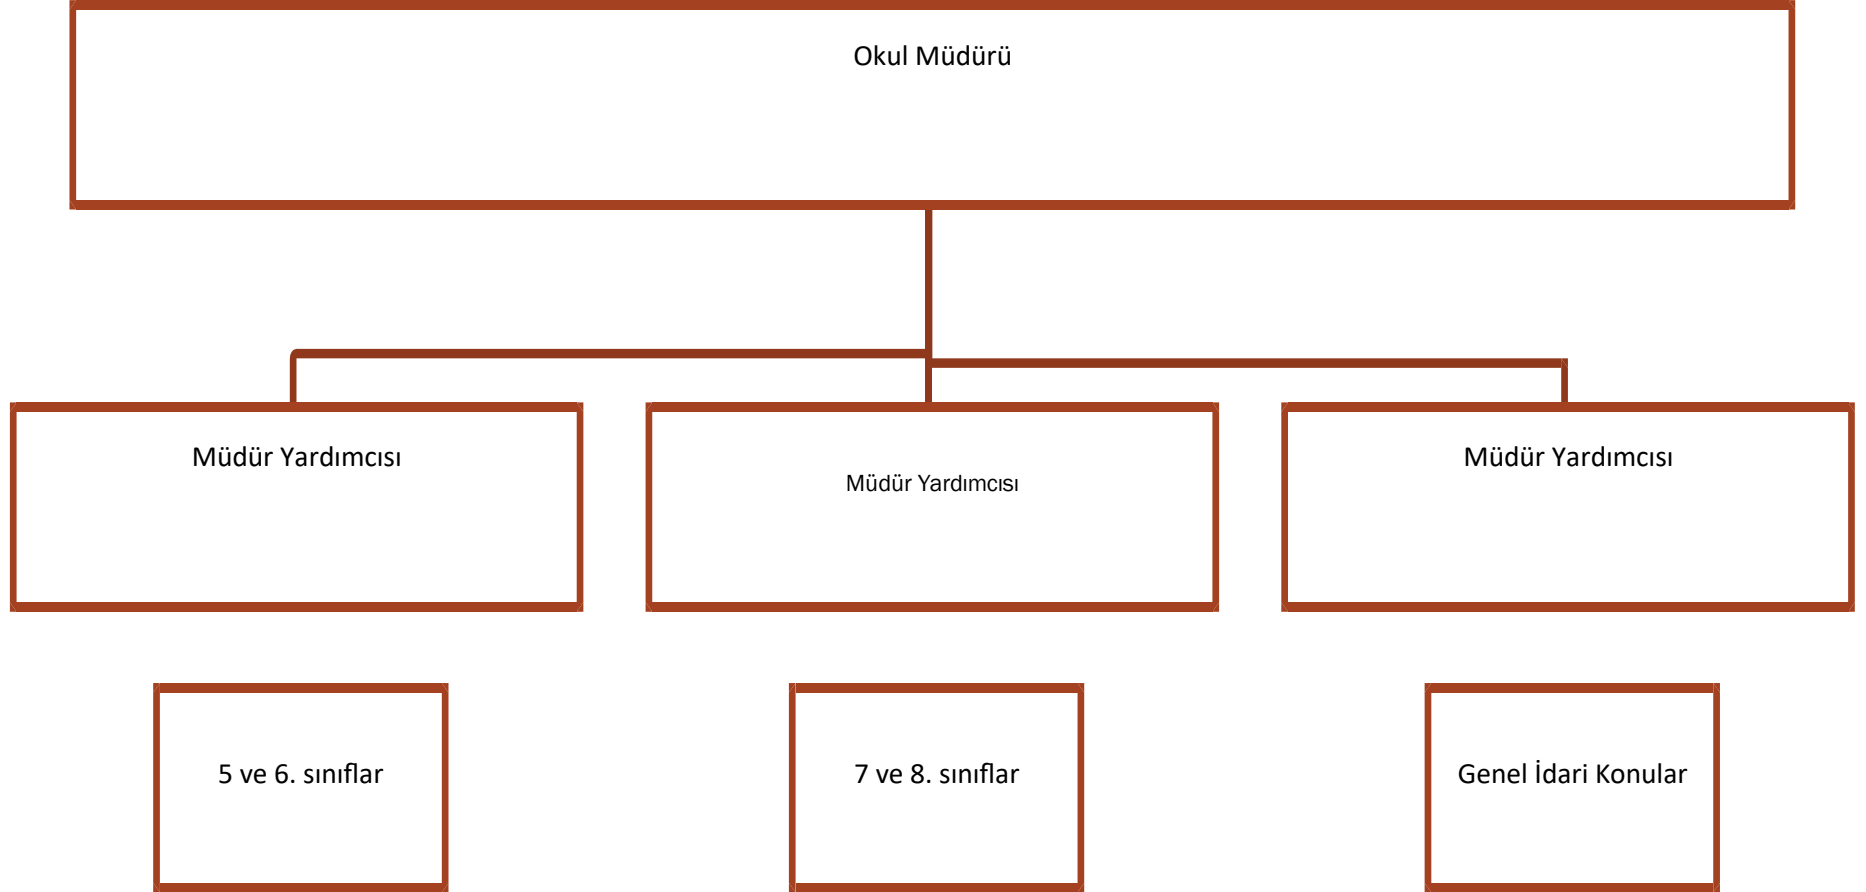 Okul Müdürü
Müdür Yardımcısı
Müdür Yardımcısı
Müdür Yardımcısı
5 ve 6. sınıflar
7 ve 8. sınıflar
Genel İdari Konular